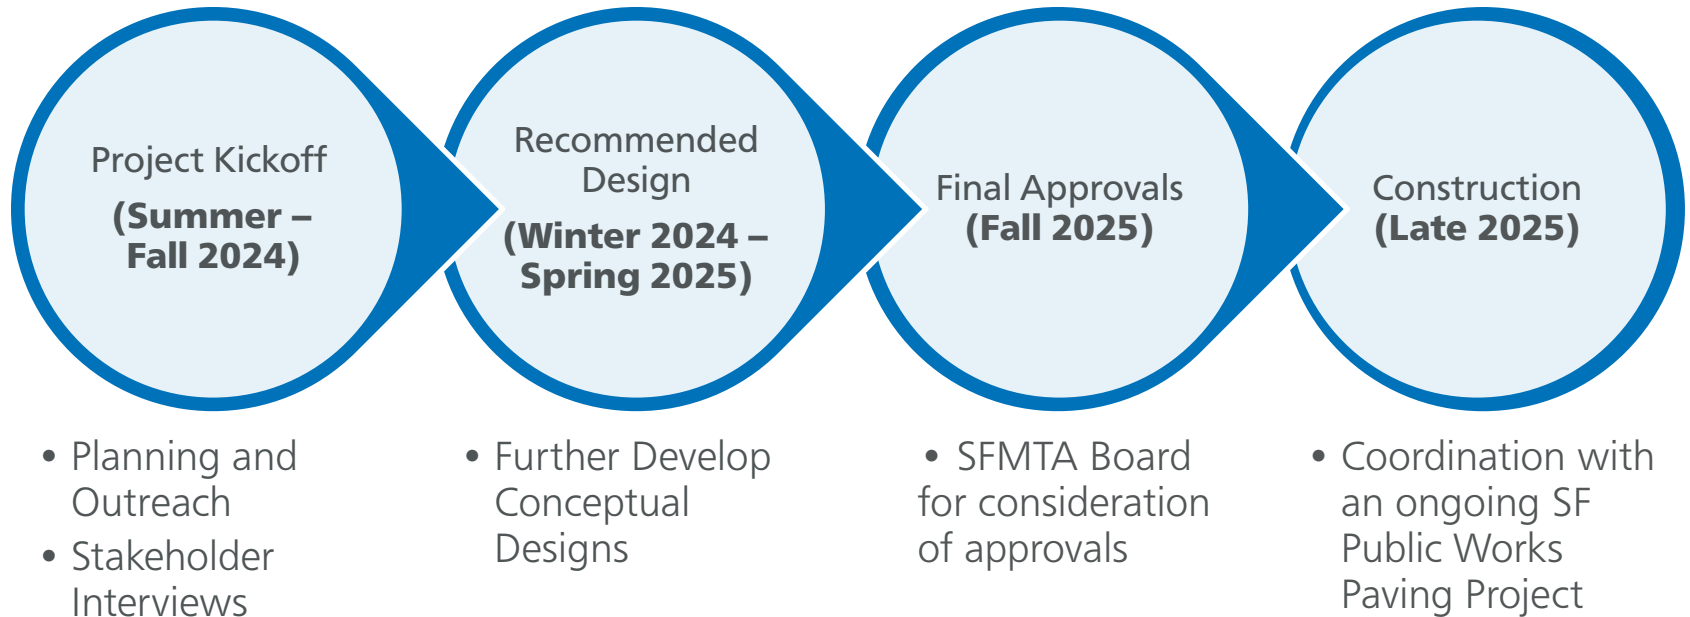 Project Kickoff
(Summer –
Fall 2024)
• Planning and
Outreach
• Stakeholder
Interviews
Recommended
Design
(Winter 2024 –
Spring 2025)
• Further Develop
Conceptual
Designs
Final Approvals
(Fall 2025)
• SFMTA Board
for consideration
of approvals
Construction
(Late 2025)
• Coordination with
an ongoing SF
Public Works
Paving Project